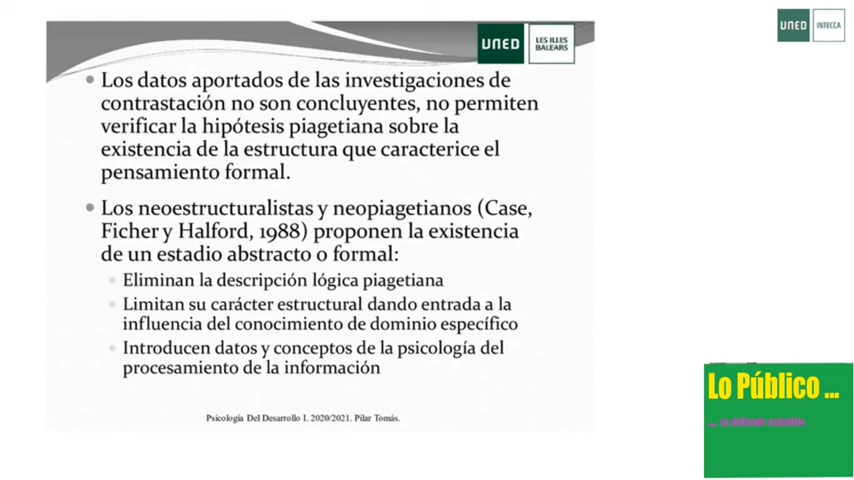 UNED
LES ILLES
BALEARS
UNED
INTECCA
Los datos aportados de las investigaciones de
contrastación no son concluyentes, no permiten
verificar la hipótesis piagetiana sobre la
existencia de la estructura que caracterice el
pensamiento formal.
Los neoestructuralistas y neopiagetianos (Case,
Ficher y Halford, 1988) proponen la existencia
de un estadio abstracto o formal:
Eliminan la descripción lógica piagetiana
Limitan su carácter estructural dando entrada a la
influencia del conocimiento de dominio específico
Introducen datos y conceptos de la psicología del
procesamiento de la información
Psicología Del Desarrollo I. 2020/2021. Pilar Tomás.
Lo Público ...